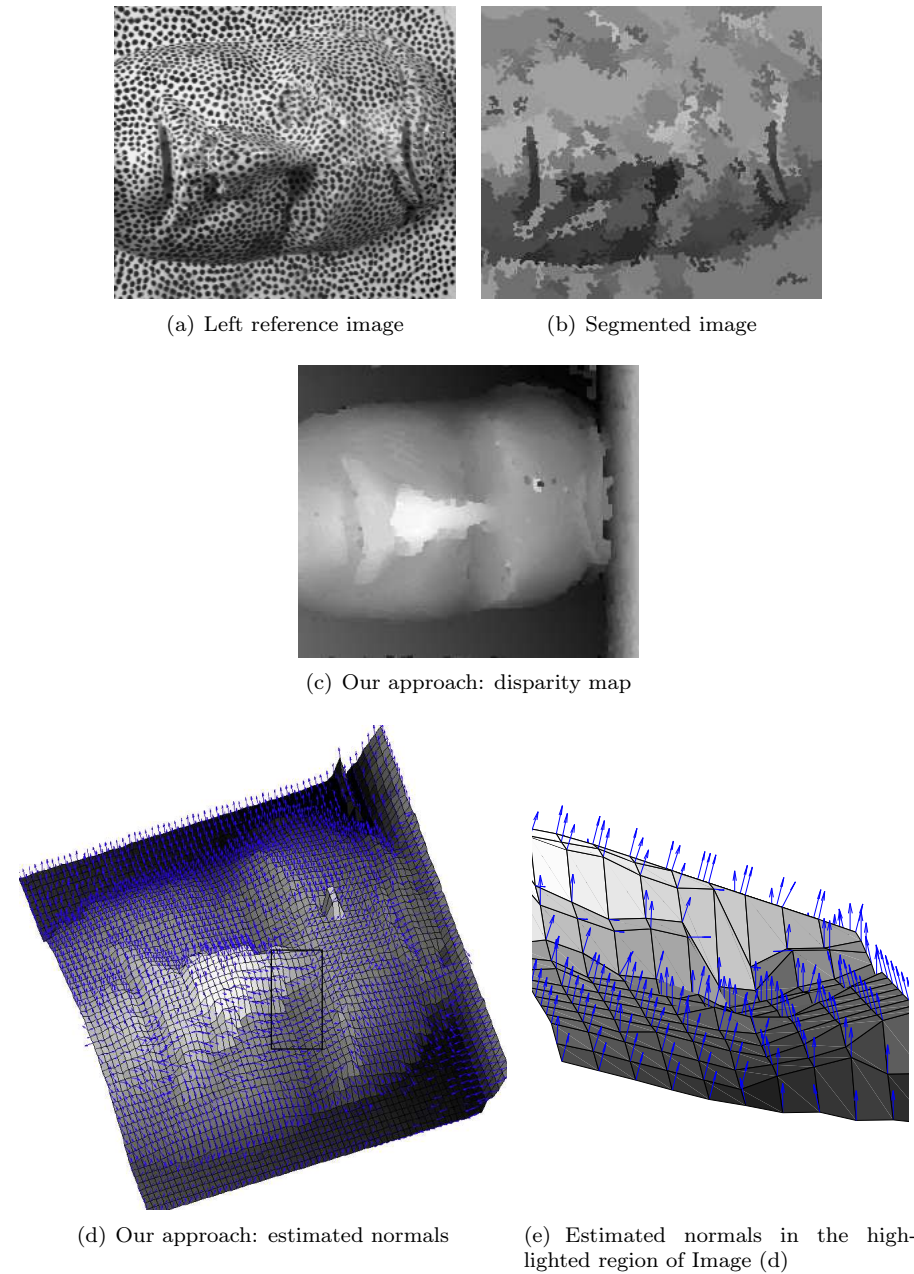 (a) Left reference image
(b) Segmented image
(c) Our approach: disparity map
(d) Our approach: estimated normals
(e) Estimated normals in the high-
lighted region of Image (d)